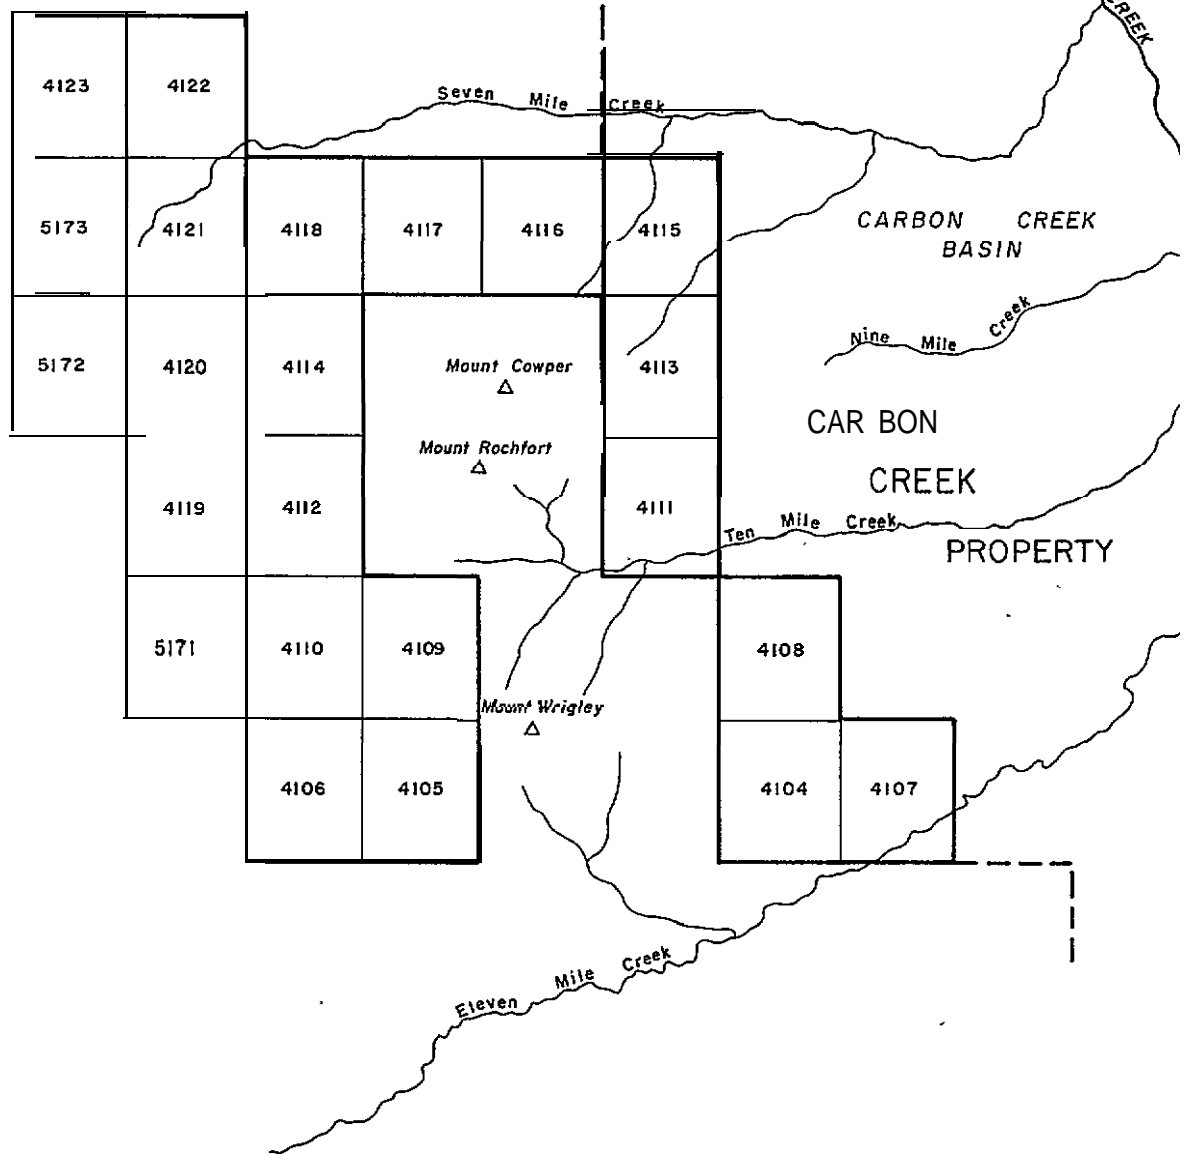 CREEK
4123 4122
Seven Mile Creek
5173 4121 4118 4117 4116 4115
CARBON CREEK
BASIN
Nine Mile Creek
5172 4120 4114 Mount Cowper 4113
CAR BON
Mount Rochfort
CREEK
4119 4112 4111
Ten Mile Creek
PROPERTY
5171 4110 4109 4108
Mount Wrigley
4106 4105 4104 4107
Eleven Mile Creek